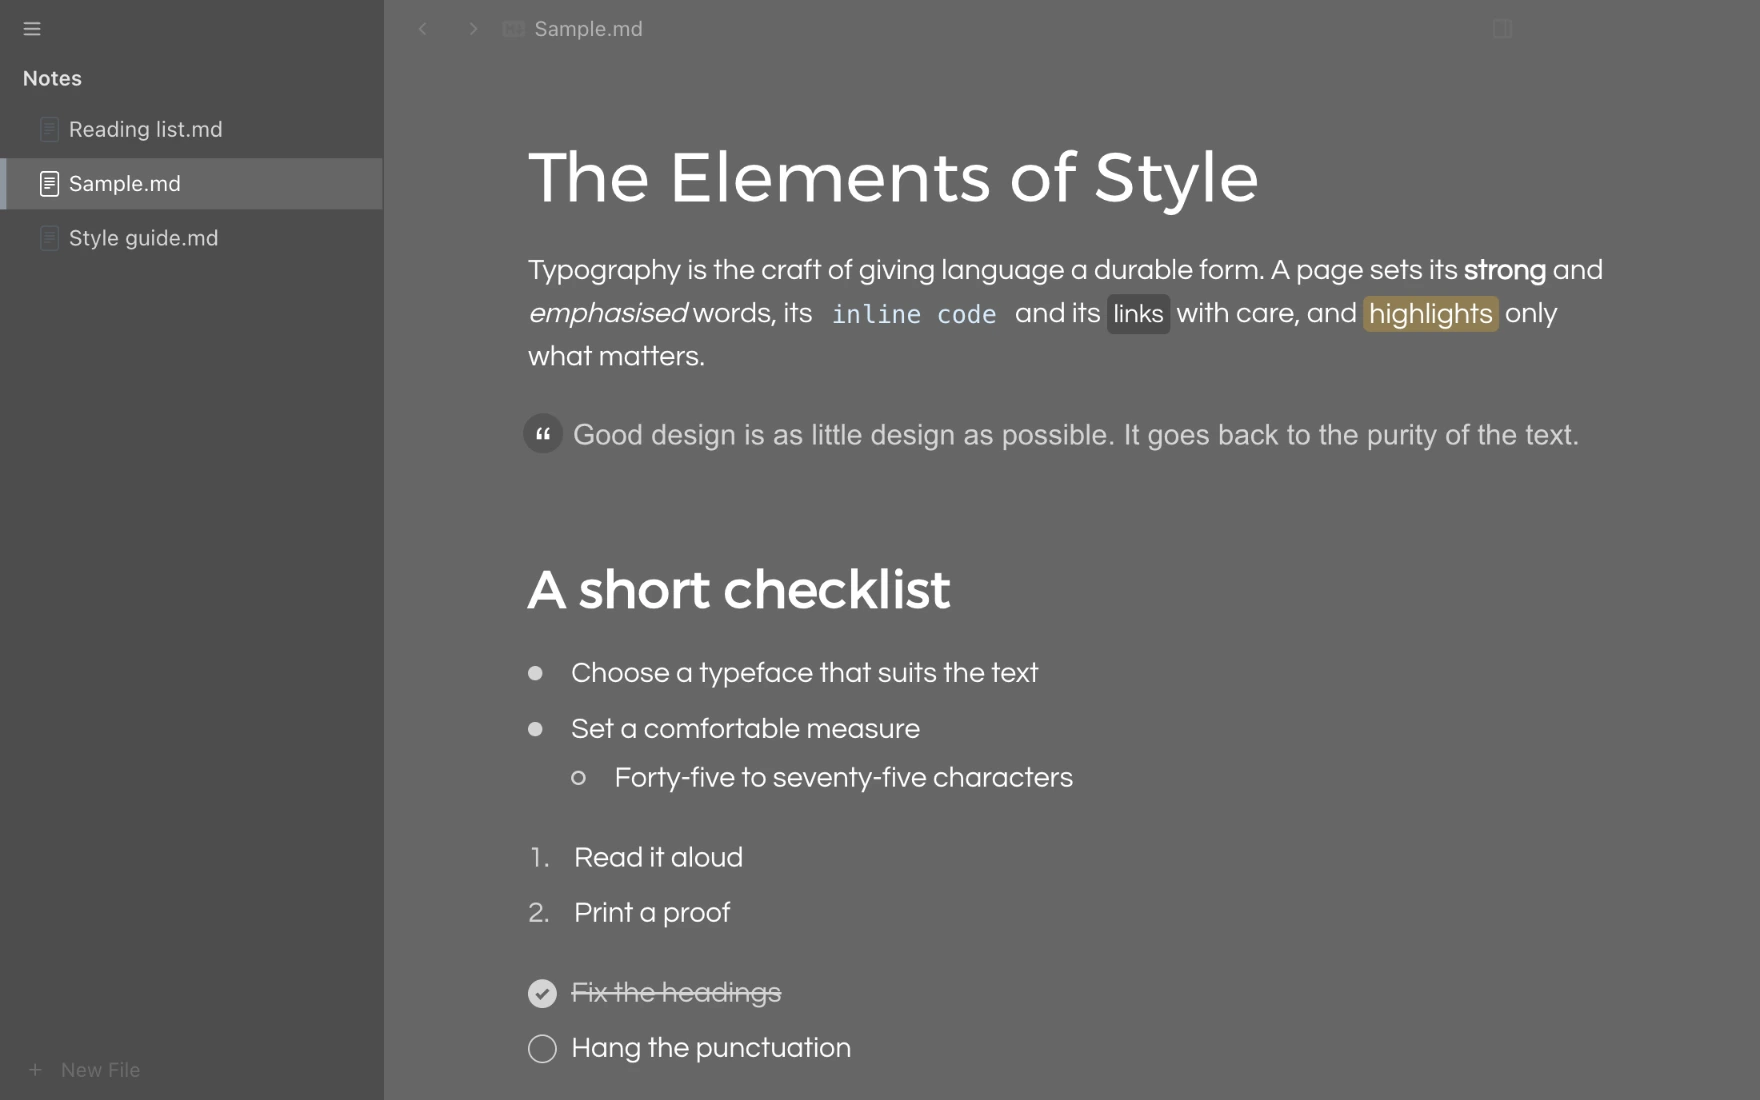 Notes
Reading list.md
Sample.md
Style guide.md
New File
Sample.md
The Elements of Style
Typography is the craft of giving language a durable form. A page sets its strong and
emphasised words, its inline code and its links with care, and highlights only
what matters.
“ Good design is as little design as possible. It goes back to the purity of the text.
A short checklist
Choose a typeface that suits the text
Set a comfortable measure
Forty-five to seventy-five characters
1. Read it aloud
2. Print a proof
Fix the headings
Hang the punctuation